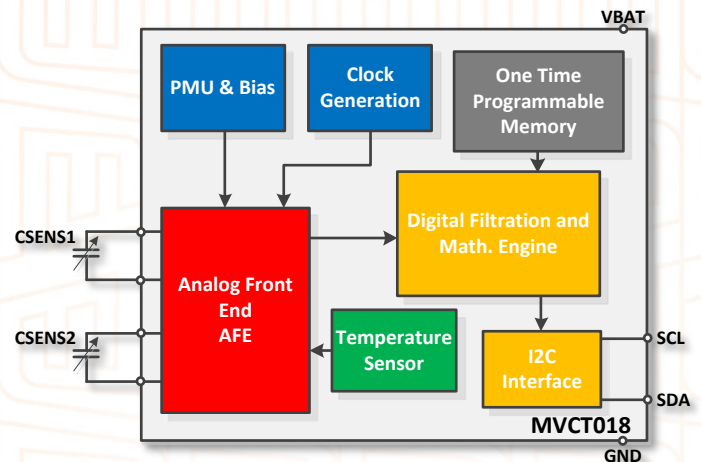 VBAT
PMU & Bias
Clock
Generation
One Time
Programmable
Memory
CSENS1
CSENS2
Analog Front
End
AFE
Digital Filtration and
Math. Engine
Temperature
Sensor
I2C
Interface
SCL
SDA
MVCT018
GND